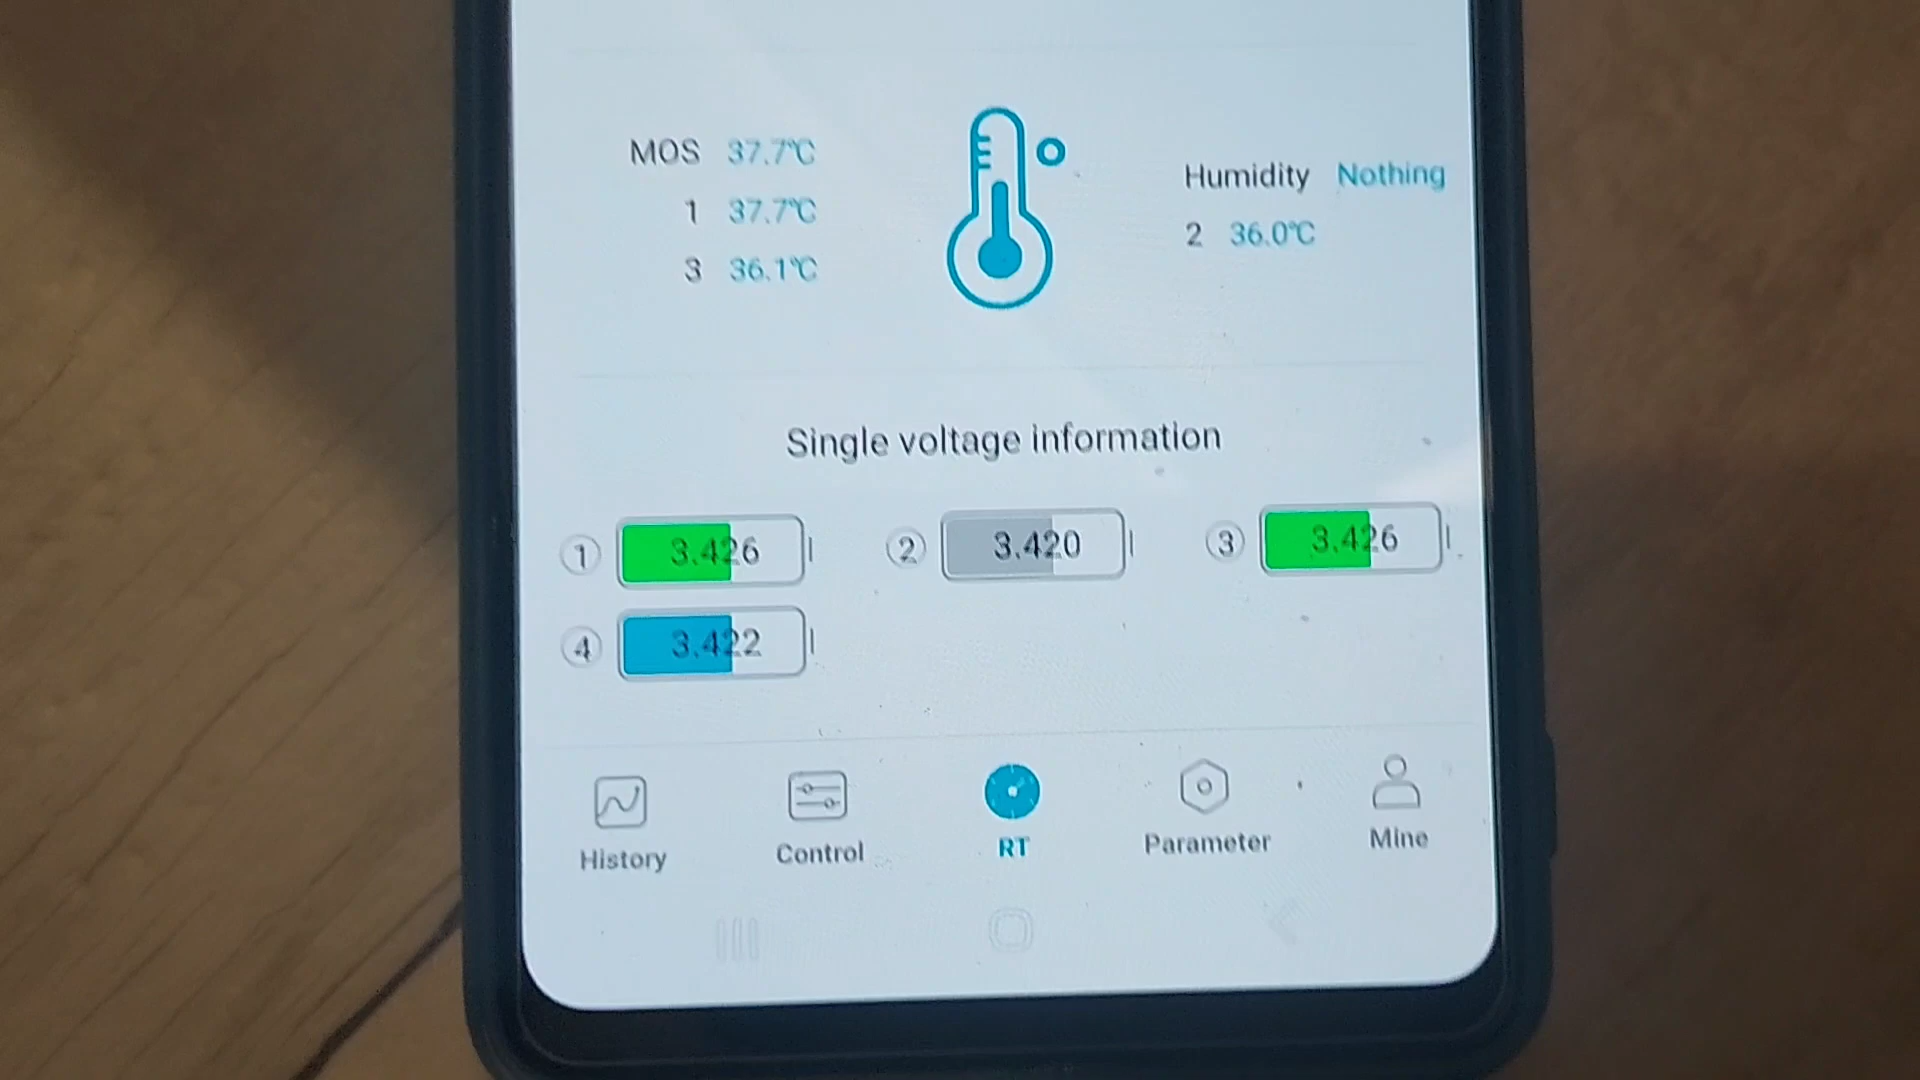 MOS 37.7℃
1 37.7℃
3 36.1℃
Humidity Nothing
2 36.0℃
Single voltage information
1 3.426
2 3.420
3 3.426
4 3.422
History
Control
RT
Parameter
Mine